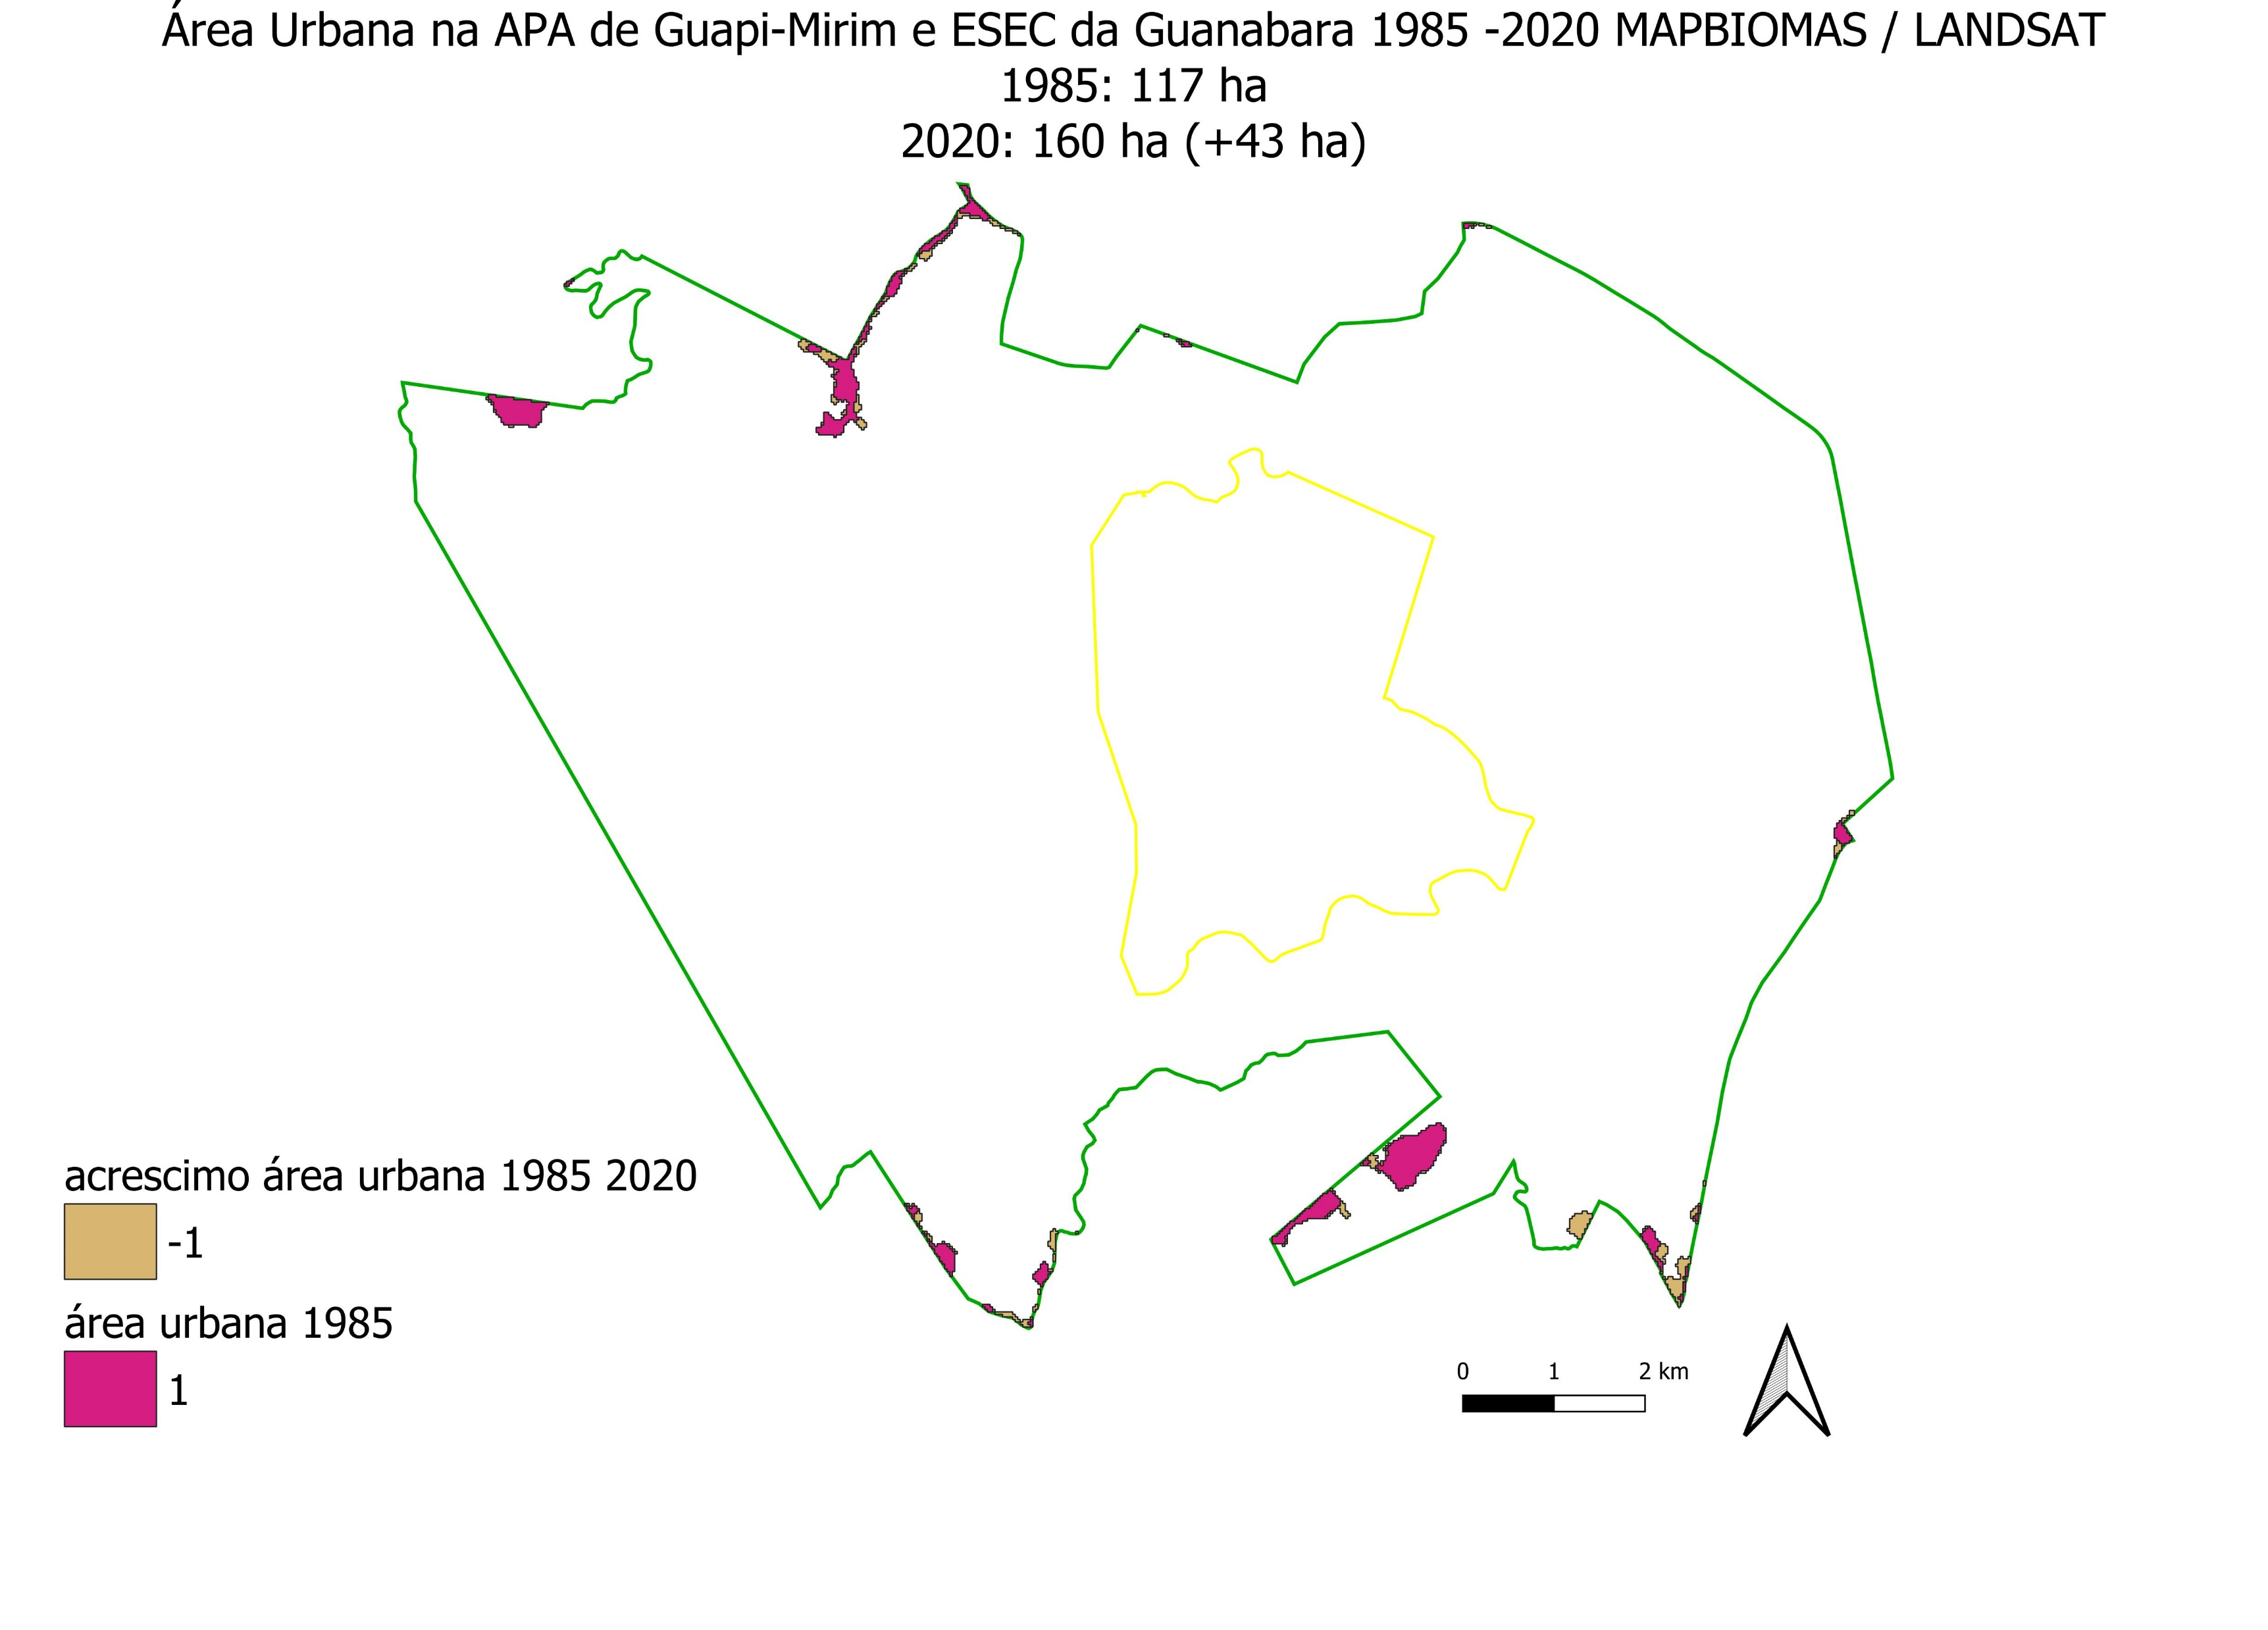 Área Urbana na APA de Guapi-Mirim e ESEC da Guanabara 1985 -2020 MAPBIOMAS / LANDSAT
1985: 117 ha
2020: 160 ha (+43 ha)
acrescimo área urbana 1985 2020
-1
área urbana 1985
1
0 1 2 km